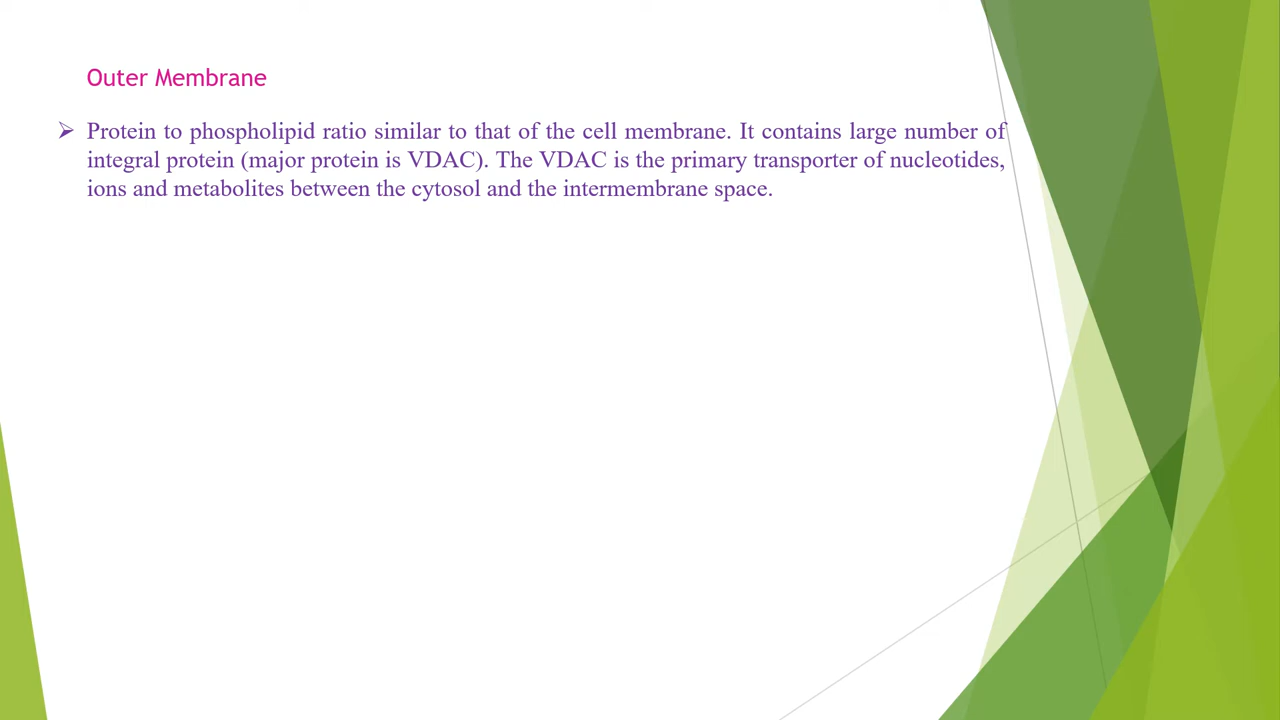 Outer Membrane
➢ Protein to phospholipid ratio similar to that of the cell membrane. It contains large number of
integral protein (major protein is VDAC). The VDAC is the primary transporter of nucleotides,
ions and metabolites between the cytosol and the intermembrane space.